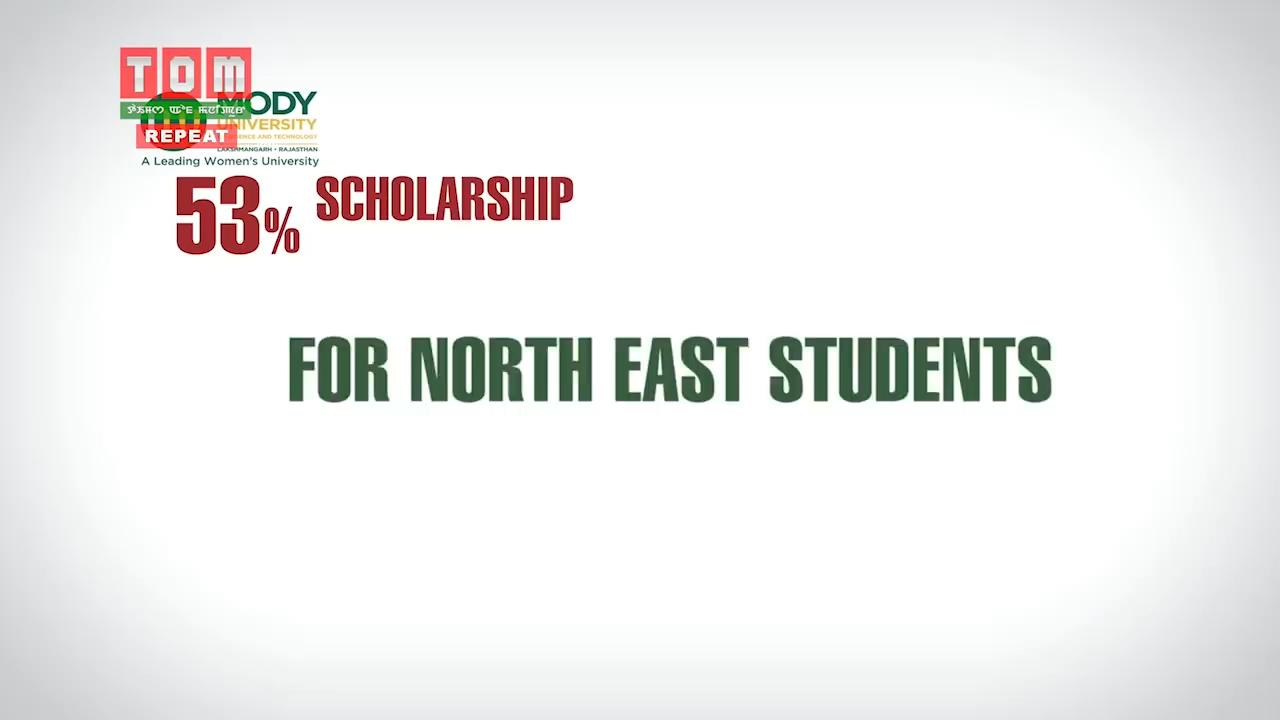 TOM
REPEAT
MODY
UNIVERSITY
LAKSHMANGARH • RAJASTHAN
A Leading Women's University
53% SCHOLARSHIP
FOR NORTH EAST STUDENTS